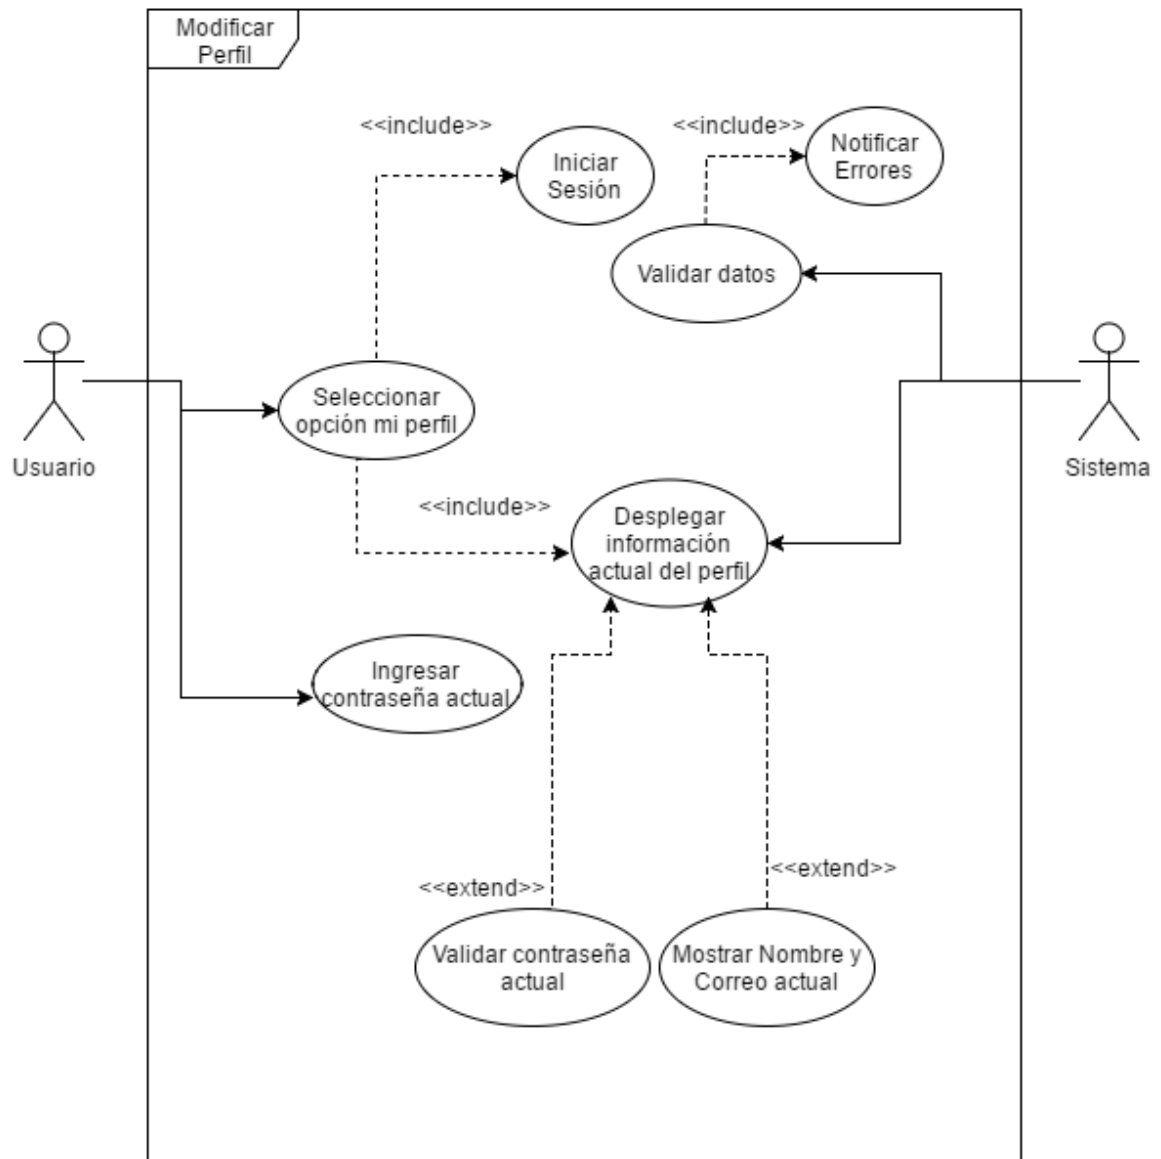 Modificar
Perfil
<<include>>
<<include>>
Iniciar
Sesión
Notificar
Errores
Validar datos
Seleccionar
opción mi perfil
Usuario
Sistema
<<include>>
Desplegar
información
actual del perfil
Ingresar
contraseña actual
<<extend>>
<<extend>>
Validar contraseña
actual
Mostrar Nombre y
Correo actual